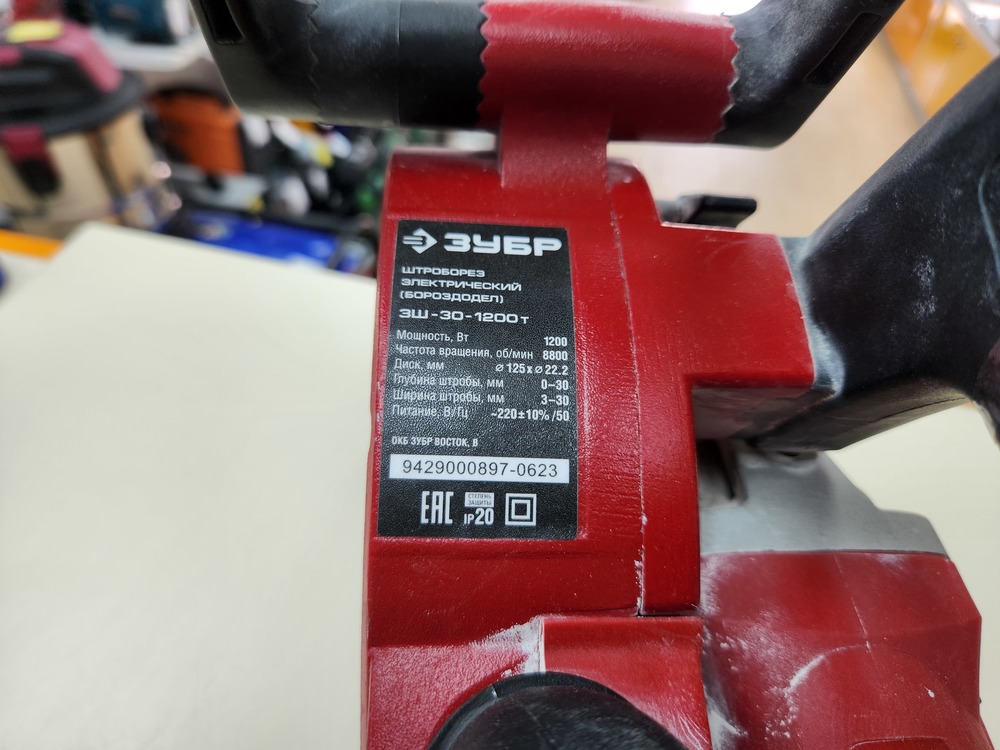 ЗУБР
ШТРОБОРЕЗ
ЭЛЕКТРИЧЕСКИЙ
(БОРОЗДОДЕЛ)
ЗШ-30-1200 т
Мощность, Вт 1200
Частота вращения, об/мин 8800
Диск, мм ⌀ 125 x ⌀ 22.2
Глубина штробы, мм 0–30
Ширина штробы, мм 3–30
Питание, В/Гц ~220±10% /50
ОКБ ЗУБР ВОСТОК, В
9429000897-0623
EAC СТЕПЕНЬ ЗАЩИТЫ IP20